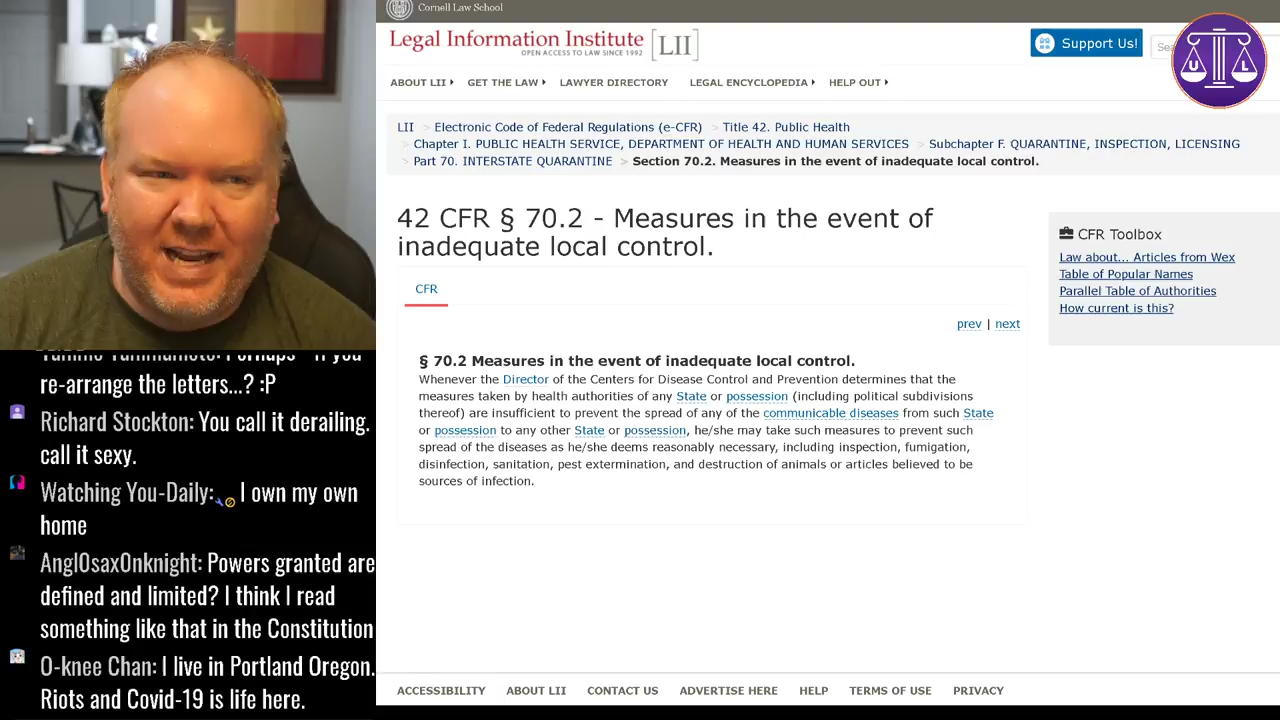 Cornell Law School
Legal Information Institute [LII]
OPEN ACCESS TO LAW SINCE 1992
Support Us!
Sea
U L
ABOUT LII GET THE LAW LAWYER DIRECTORY LEGAL ENCYCLOPEDIA HELP OUT
LII > Electronic Code of Federal Regulations (e-CFR) > Title 42. Public Health
> Chapter I. PUBLIC HEALTH SERVICE, DEPARTMENT OF HEALTH AND HUMAN SERVICES > Subchapter F. QUARANTINE, INSPECTION, LICENSING
> Part 70. INTERSTATE QUARANTINE > Section 70.2. Measures in the event of inadequate local control.
42 CFR § 70.2 - Measures in the event of
inadequate local control.
CFR
prev | next
§ 70.2 Measures in the event of inadequate local control.
Whenever the Director of the Centers for Disease Control and Prevention determines that the
measures taken by health authorities of any State or possession (including political subdivisions
thereof) are insufficient to prevent the spread of any of the communicable diseases from such State
or possession to any other State or possession, he/she may take such measures to prevent such
spread of the diseases as he/she deems reasonably necessary, including inspection, fumigation,
disinfection, sanitation, pest extermination, and destruction of animals or articles believed to be
sources of infection.
CFR Toolbox
Law about... Articles from Wex
Table of Popular Names
Parallel Table of Authorities
How current is this?
ACCESSIBILITY ABOUT LII CONTACT US ADVERTISE HERE HELP TERMS OF USE PRIVACY
re-arrange the letters...? :P
Richard Stockton: You call it derailing. I
call it sexy.
Watching You-Daily: I own my own
home
Angl0sax0nknight: Powers granted are
defined and limited? I think I read
something like that in the Constitution
O-knee Chan: I live in Portland Oregon.
Riots and Covid-19 is life here.